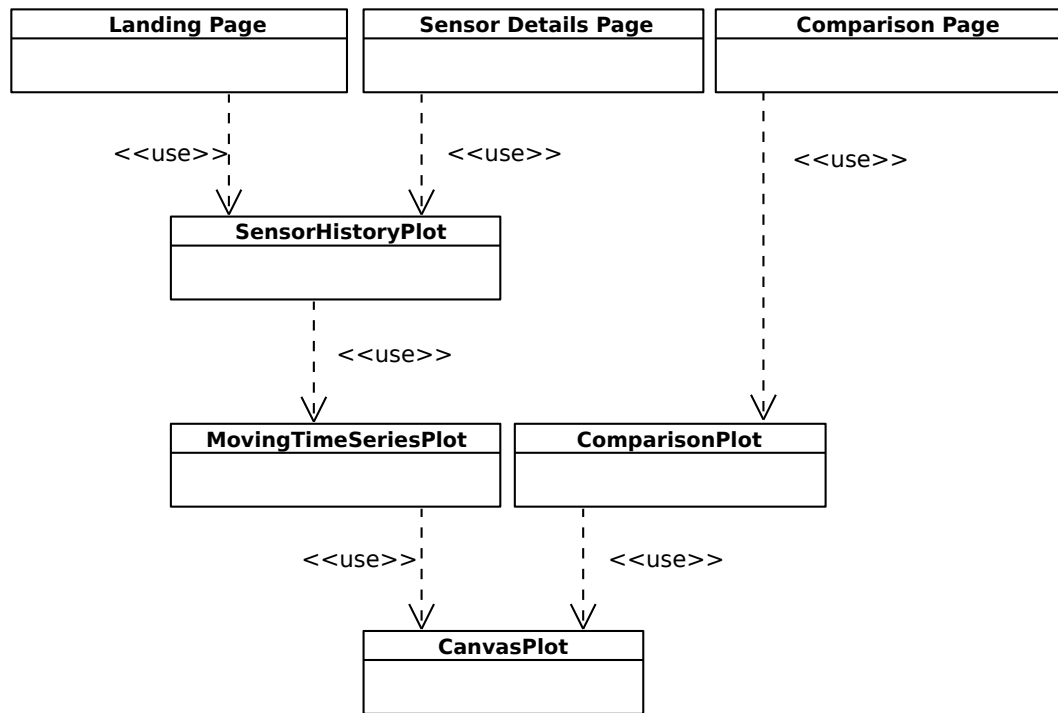 Landing Page
Sensor Details Page
Comparison Page
<<use>>
<<use>>
<<use>>
SensorHistoryPlot
<<use>>
MovingTimeSeriesPlot
ComparisonPlot
<<use>>
<<use>>
CanvasPlot